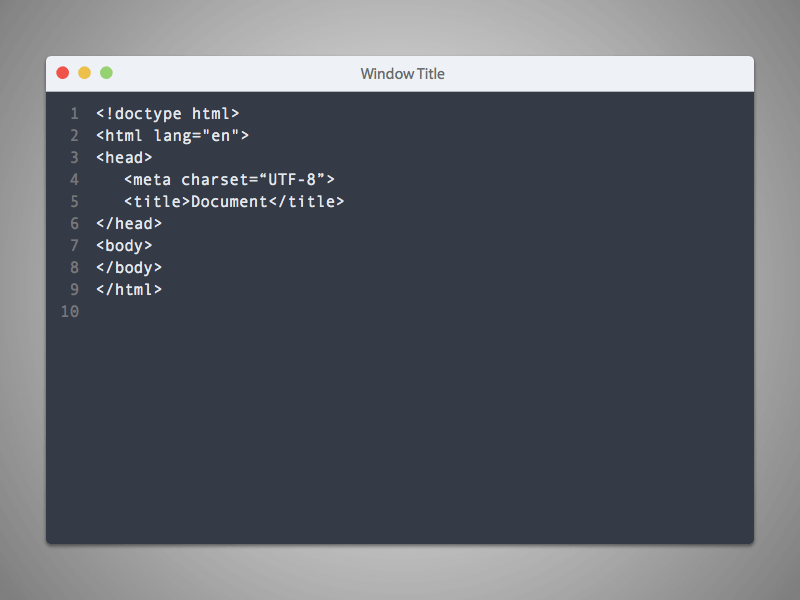 Window Title
1 <!doctype html>
2 <html lang="en">
3 <head>
4    <meta charset=“UTF-8”>
5    <title>Document</title>
6 </head>
7 <body>
8 </body>
9 </html>
10